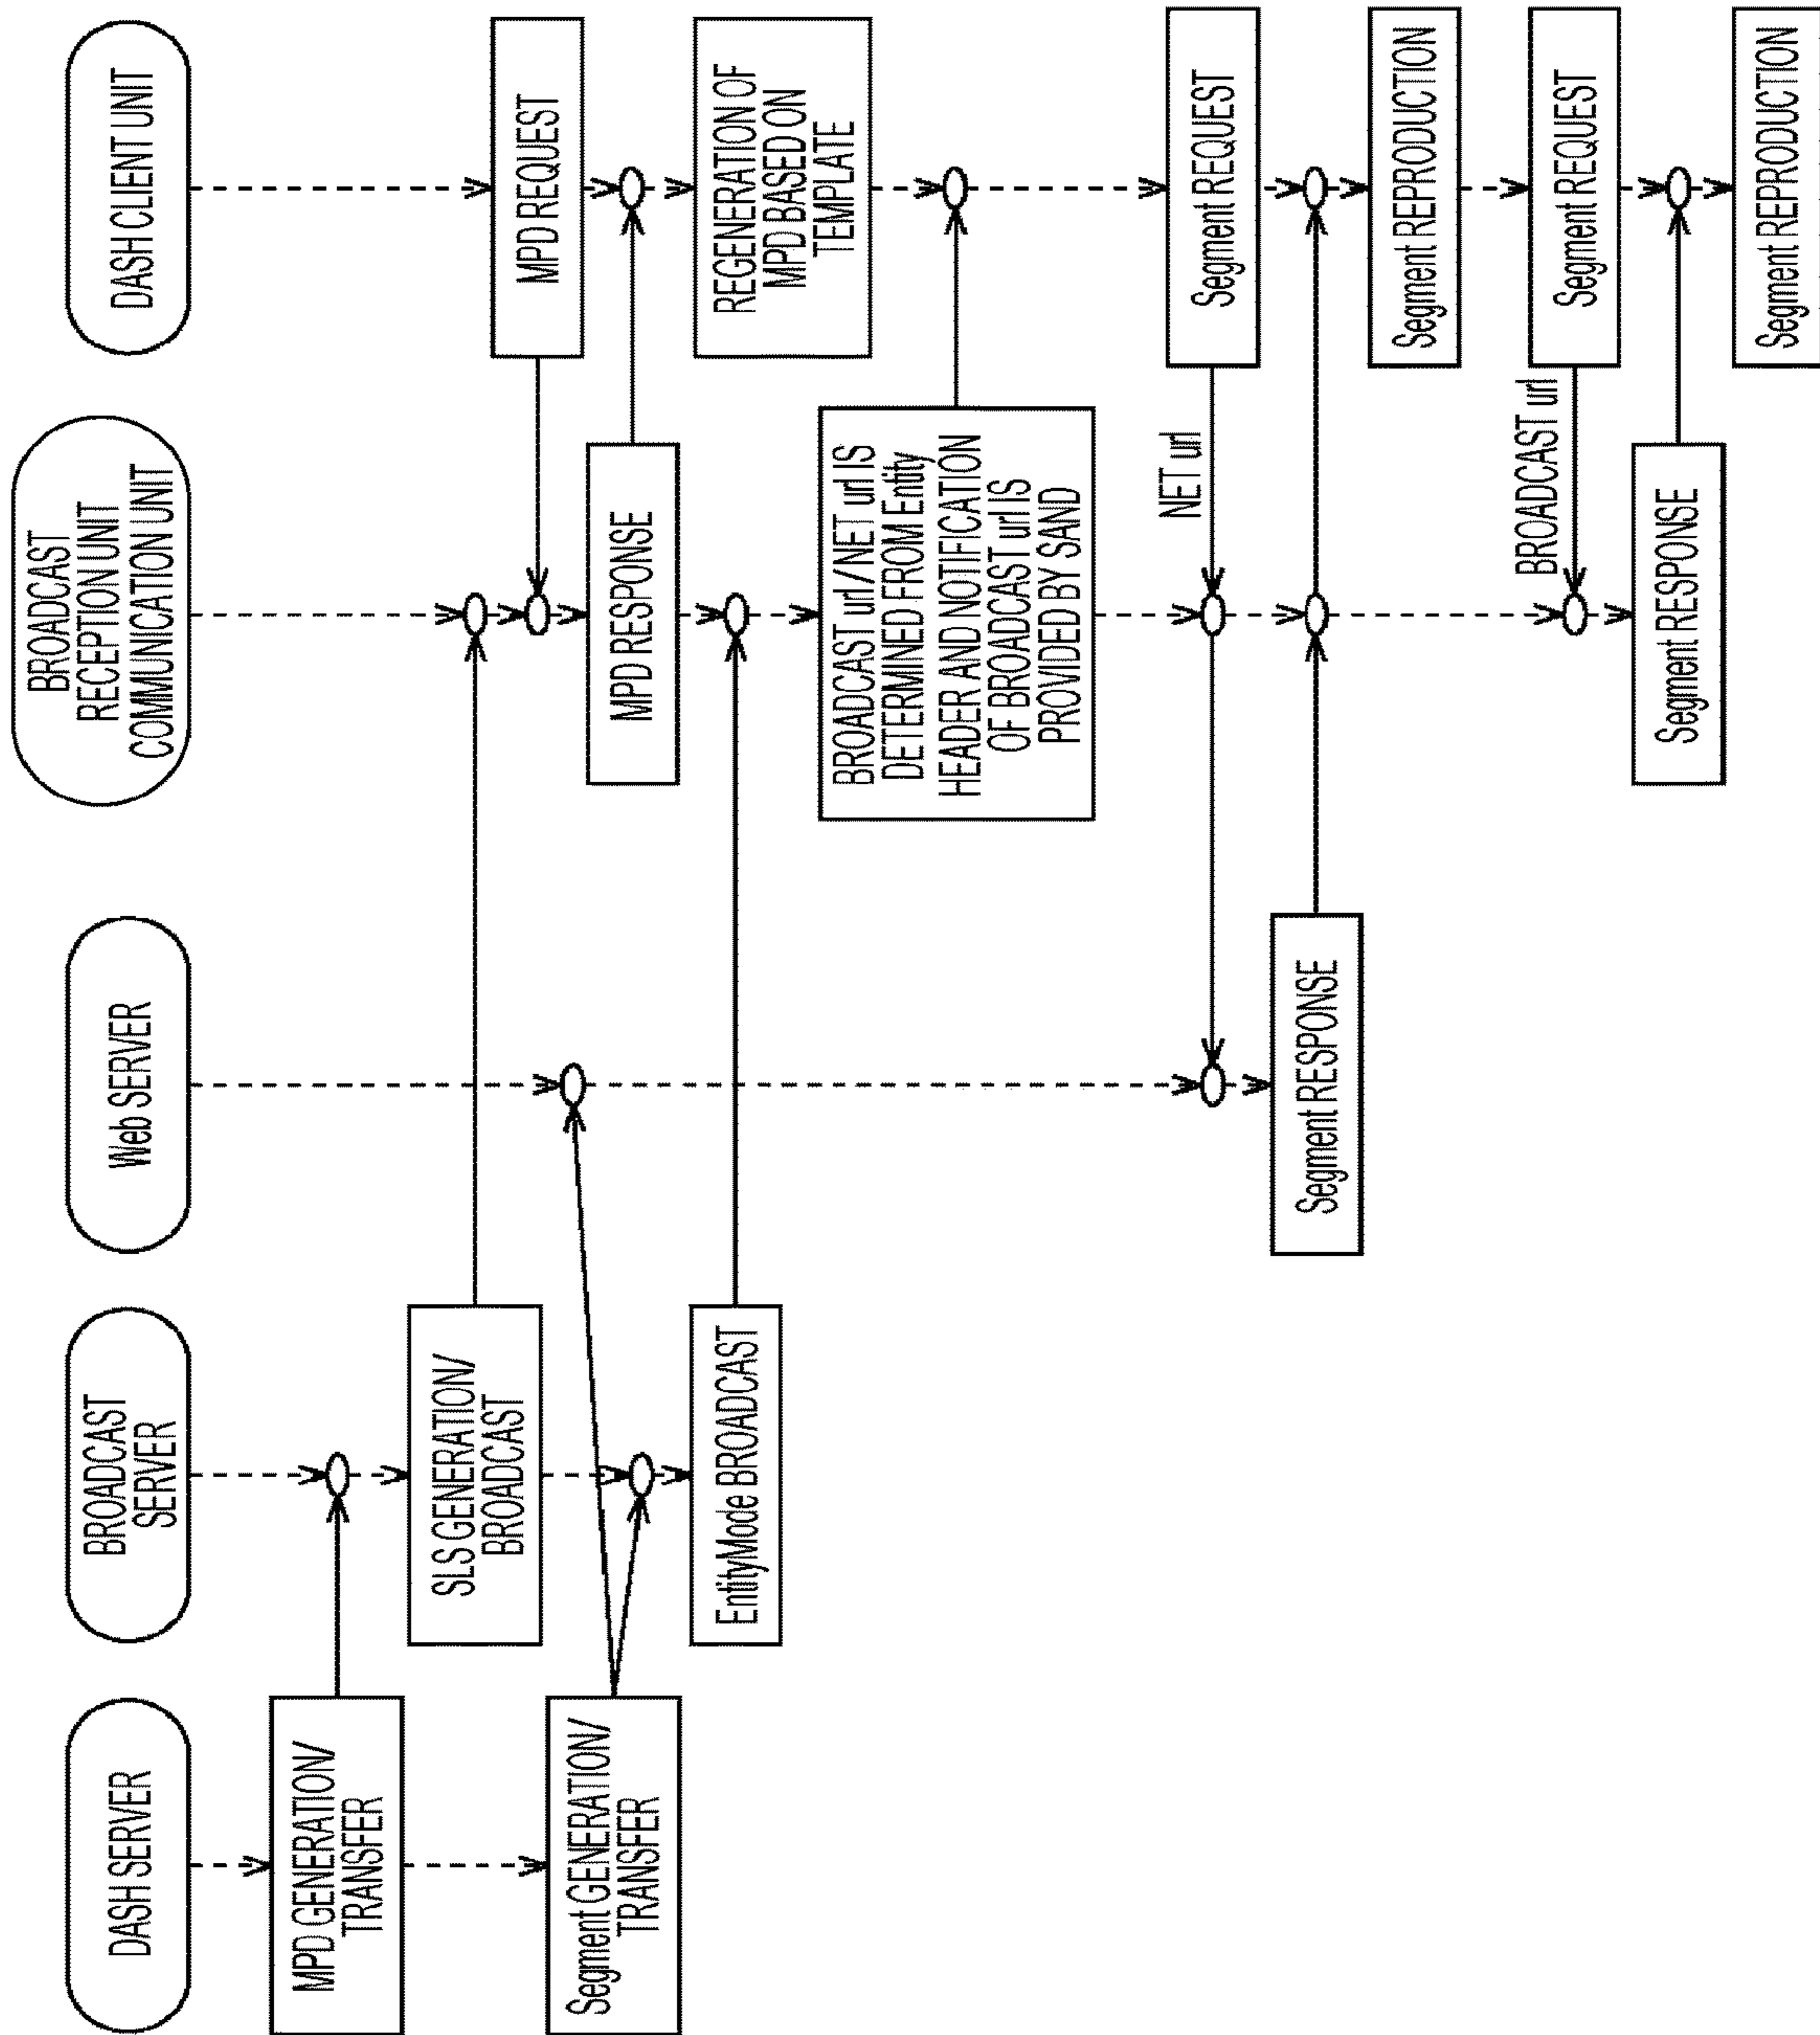 DASH SERVER
BROADCAST
SERVER
Web SERVER
BROADCAST
RECEPTION UNIT
COMMUNICATION UNIT
DASH CLIENT UNIT
MPD GENERATION/
TRANSFER
SLS GENERATION/
BROADCAST
MPD REQUEST
Segment GENERATION/
TRANSFER
MPD RESPONSE
EntityMode BROADCAST
REGENERATION OF
MPD BASED ON
TEMPLATE
BROADCAST url/NET url IS
DETERMINED FROM Entity
HEADER AND NOTIFICATION
OF BROADCAST url IS
PROVIDED BY SAND
NET url
Segment REQUEST
Segment RESPONSE
Segment REPRODUCTION
BROADCAST url
Segment REQUEST
Segment RESPONSE
Segment REPRODUCTION